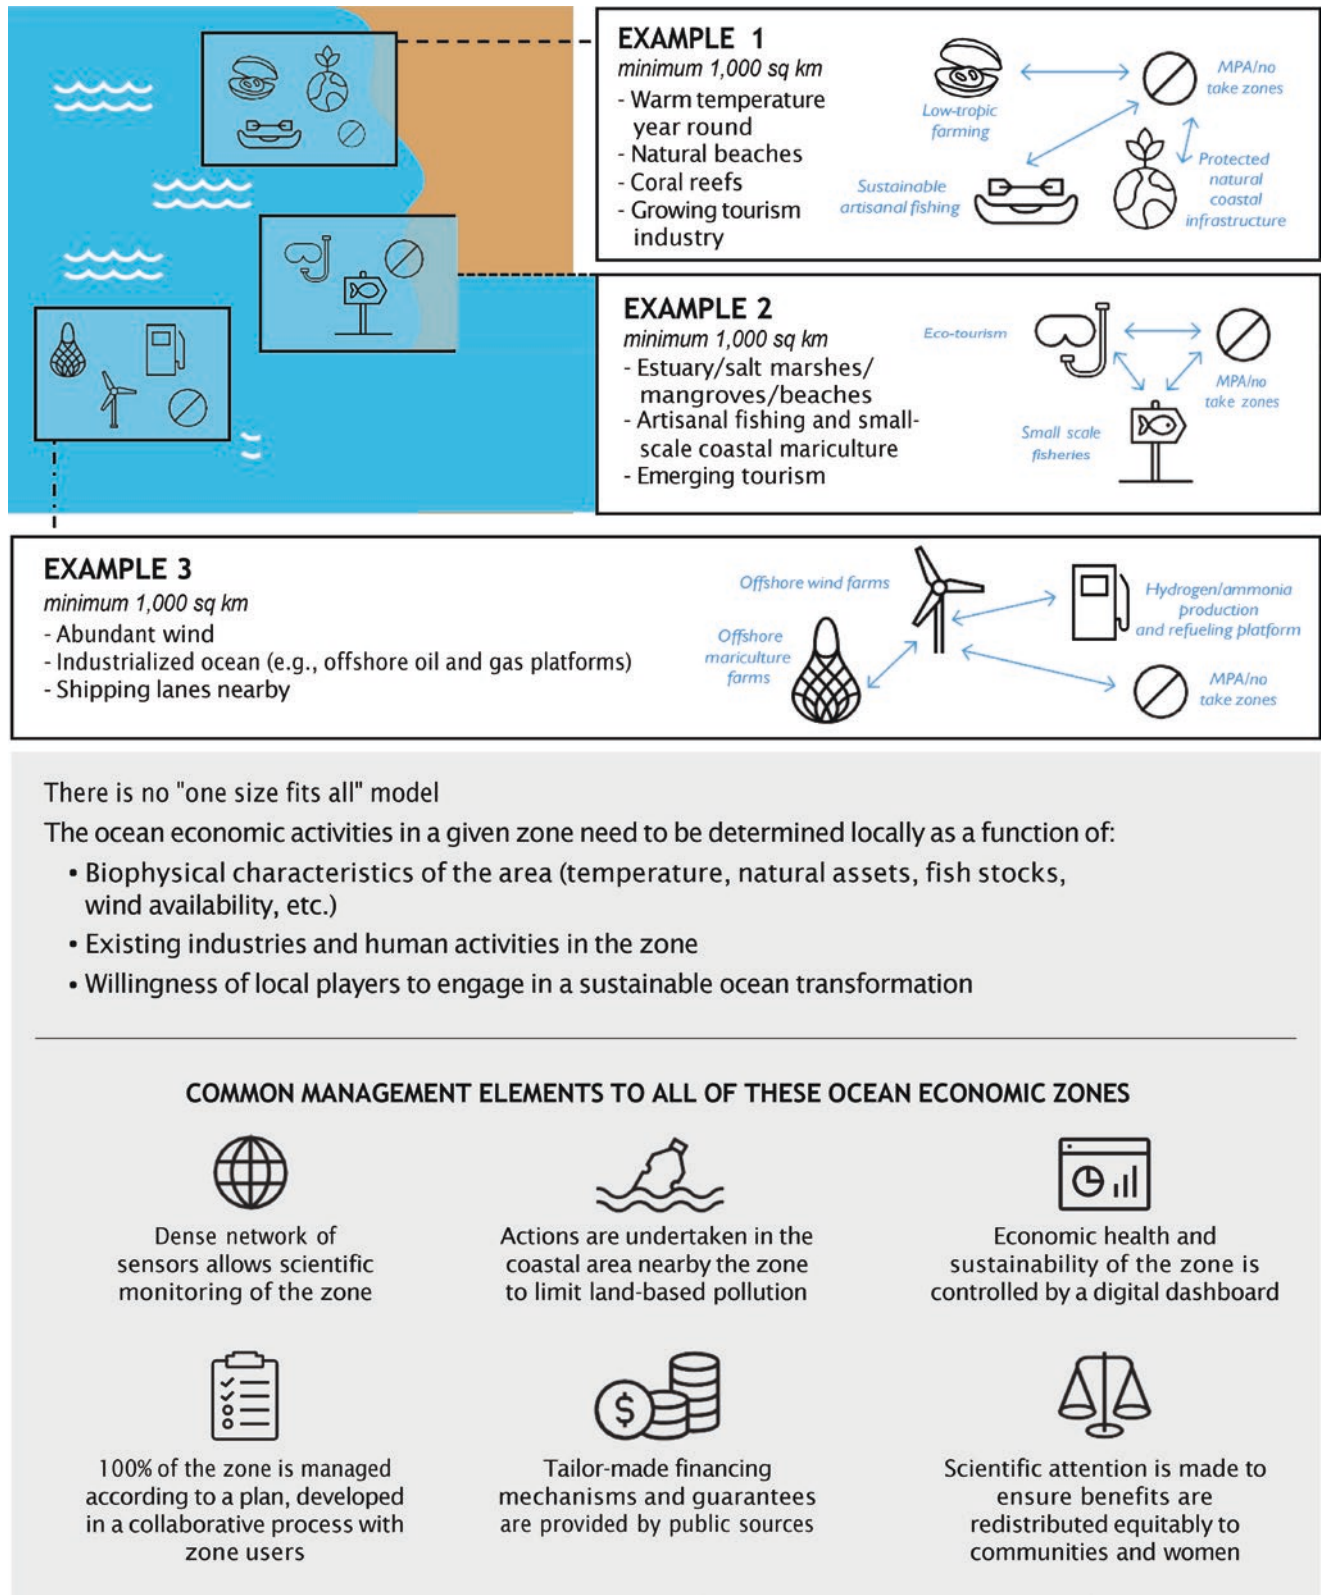 EXAMPLE 1
minimum 1,000 sq km
- Warm temperature
year round
- Natural beaches
- Coral reefs
- Growing tourism
industry
Low-tropic
farming
MPA/no
take zones
Sustainable
artisanal fishing
Protected
natural
coastal
infrastructure
EXAMPLE 2
minimum 1,000 sq km
- Estuary/salt marshes/
mangroves/beaches
- Artisanal fishing and small-
scale coastal mariculture
- Emerging tourism
Eco-tourism
MPA/no
take zones
Small scale
fisheries
EXAMPLE 3
minimum 1,000 sq km
- Abundant wind
- Industrialized ocean (e.g., offshore oil and gas platforms)
- Shipping lanes nearby
Offshore wind farms
Offshore
mariculture
farms
Hydrogen/ammonia
production
and refueling platform
MPA/no
take zones
There is no "one size fits all" model
The ocean economic activities in a given zone need to be determined locally as a function of:
• Biophysical characteristics of the area (temperature, natural assets, fish stocks,
wind availability, etc.)
• Existing industries and human activities in the zone
• Willingness of local players to engage in a sustainable ocean transformation
COMMON MANAGEMENT ELEMENTS TO ALL OF THESE OCEAN ECONOMIC ZONES
Dense network of
sensors allows scientific
monitoring of the zone
Actions are undertaken in the
coastal area nearby the zone
to limit land-based pollution
Economic health and
sustainability of the zone is
controlled by a digital dashboard
$
100% of the zone is managed
according to a plan, developed
in a collaborative process with
zone users
Tailor-made financing
mechanisms and guarantees
are provided by public sources
Scientific attention is made to
ensure benefits are
redistributed equitably to
communities and women